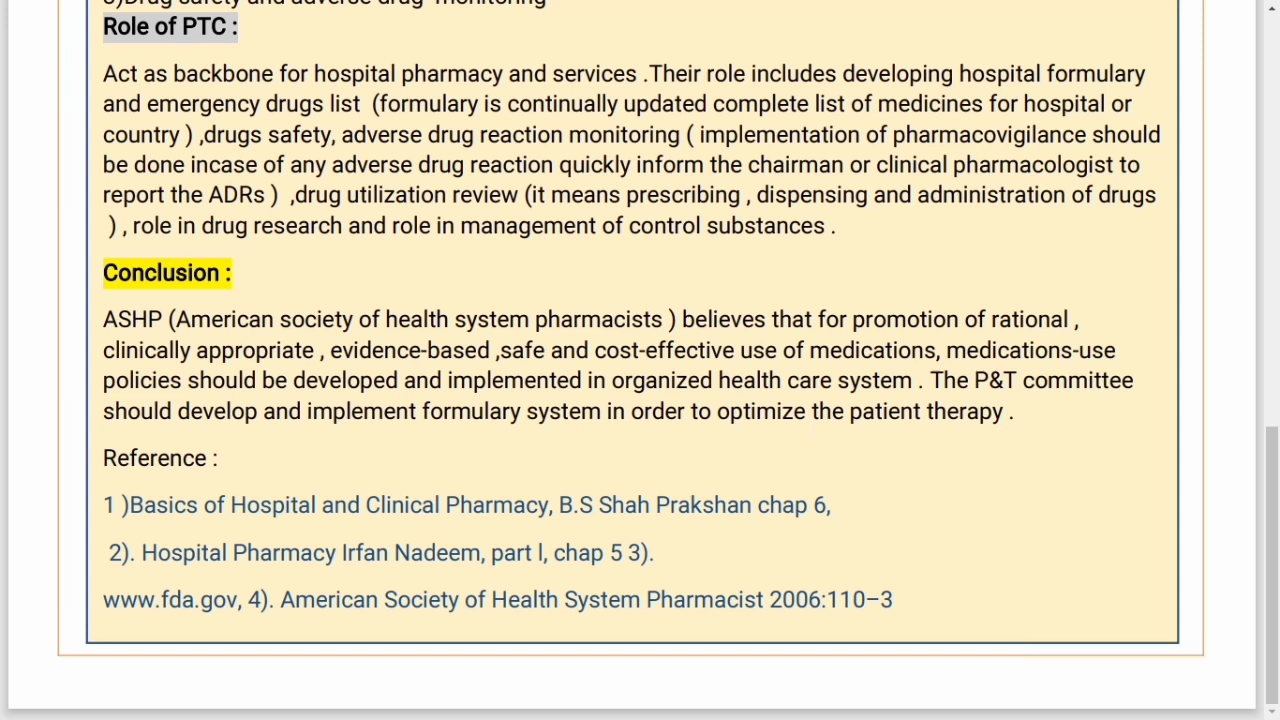 3)Drug safety and adverse drug monitoring
Role of PTC :
Act as backbone for hospital pharmacy and services .Their role includes developing hospital formulary
and emergency drugs list (formulary is continually updated complete list of medicines for hospital or
country ) ,drugs safety, adverse drug reaction monitoring ( implementation of pharmacovigilance should
be done incase of any adverse drug reaction quickly inform the chairman or clinical pharmacologist to
report the ADRs ) ,drug utilization review (it means prescribing , dispensing and administration of drugs
) , role in drug research and role in management of control substances .
Conclusion :
ASHP (American society of health system pharmacists ) believes that for promotion of rational ,
clinically appropriate , evidence-based ,safe and cost-effective use of medications, medications-use
policies should be developed and implemented in organized health care system . The P&T committee
should develop and implement formulary system in order to optimize the patient therapy .
Reference :
1 )Basics of Hospital and Clinical Pharmacy, B.S Shah Prakshan chap 6,
2). Hospital Pharmacy Irfan Nadeem, part l, chap 5 3).
www.fda.gov, 4). American Society of Health System Pharmacist 2006:110–3